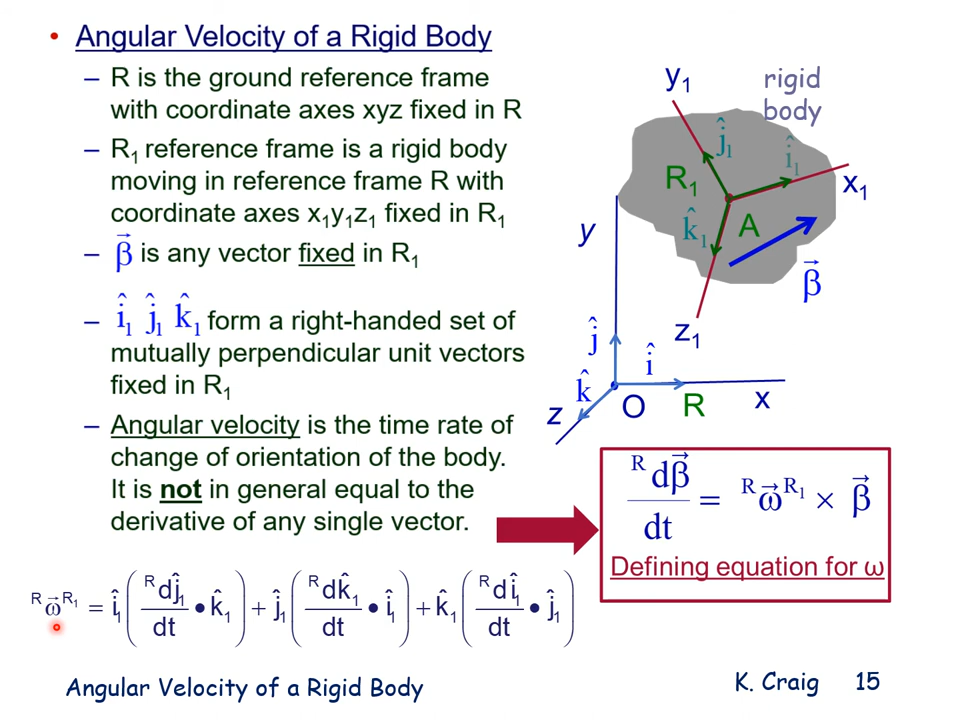 • Angular Velocity of a Rigid Body
– R is the ground reference frame
with coordinate axes xyz fixed in R
– R₁ reference frame is a rigid body
moving in reference frame R with
coordinate axes x₁y₁z₁ fixed in R₁
– β⃗ is any vector fixed in R₁
– î₁ ĵ₁ k̂₁ form a right-handed set of
mutually perpendicular unit vectors
fixed in R₁
– Angular velocity is the time rate of
change of orientation of the body.
It is not in general equal to the
derivative of any single vector.
y₁
rigid
body
ĵ₁
î₁
R₁
x₁
k̂₁
A
y
β⃗
z₁
ĵ
î
k̂
z
O
R
x
ᴿdβ⃗/dt = ᴿω⃗ᴿ¹ × β⃗
Defining equation for ω
ᴿω⃗ᴿ¹ = î₁ (ᴿdĵ₁/dt • k̂₁) + ĵ₁ (ᴿdk̂₁/dt • î₁) + k̂₁ (ᴿdî₁/dt • ĵ₁)
Angular Velocity of a Rigid Body
K. Craig 15